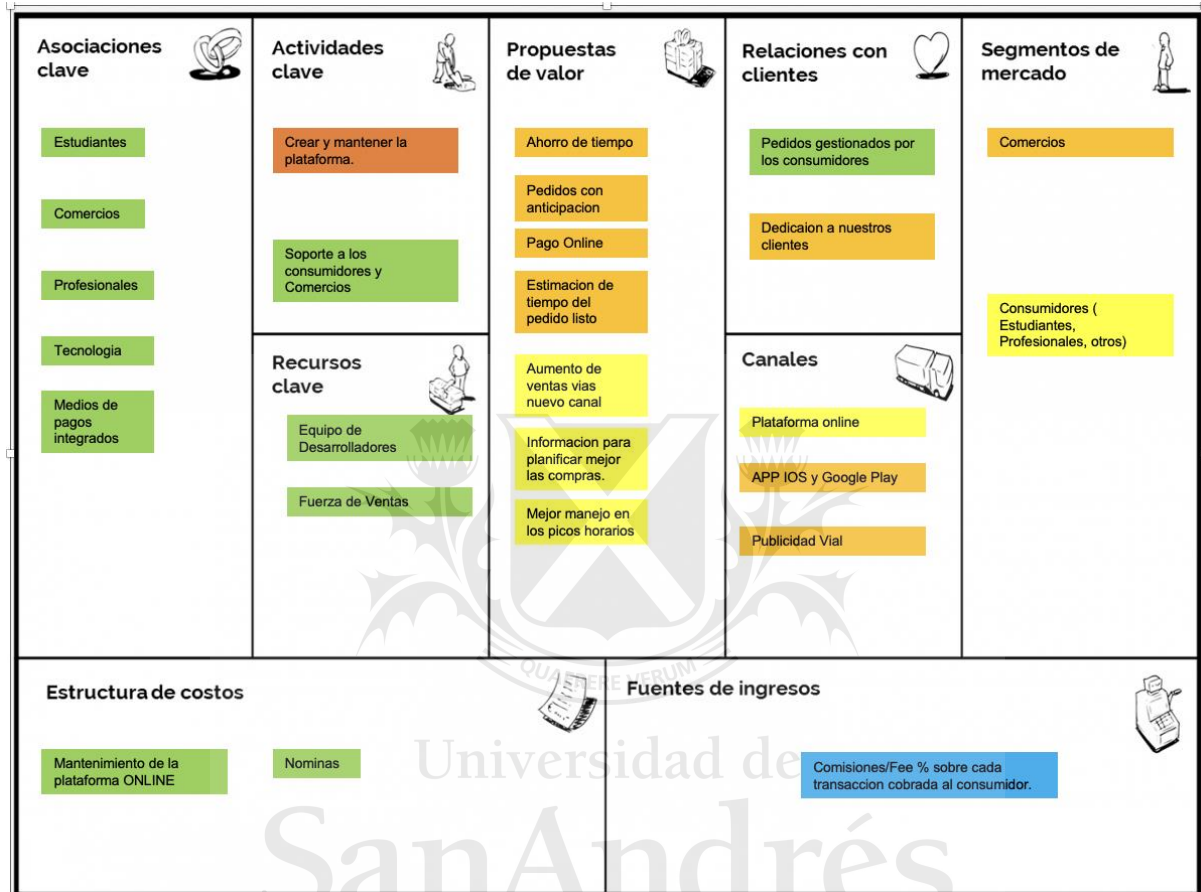 Asociaciones
clave
Estudiantes
Comercios
Profesionales
Tecnologia
Medios de
pagos
integrados
Actividades
clave
Crear y mantener la
plataforma.
Soporte a los
consumidores y
Comercios
Recursos
clave
Equipo de
Desarrolladores
Fuerza de Ventas
Propuestas
de valor
Ahorro de tiempo
Pedidos con
anticipacion
Pago Online
Estimacion de
tiempo del
pedido listo
Aumento de
ventas vias
nuevo canal
Informacion para
planificar mejor
las compras.
Mejor manejo en
los picos horarios
Relaciones con
clientes
Pedidos gestionados por
los consumidores
Dedicaion a nuestros
clientes
Canales
Plataforma online
APP IOS y Google Play
Publicidad Vial
Segmentos de
mercado
Comercios
Consumidores (
Estudiantes,
Profesionales, otros)
Estructura de costos
Mantenimiento de la
plataforma ONLINE
Nominas
Fuentes de ingresos
Comisiones/Fee % sobre cada
transaccion cobrada al consumidor.
QUAERERE VERUM
Universidad de
SanAndrés